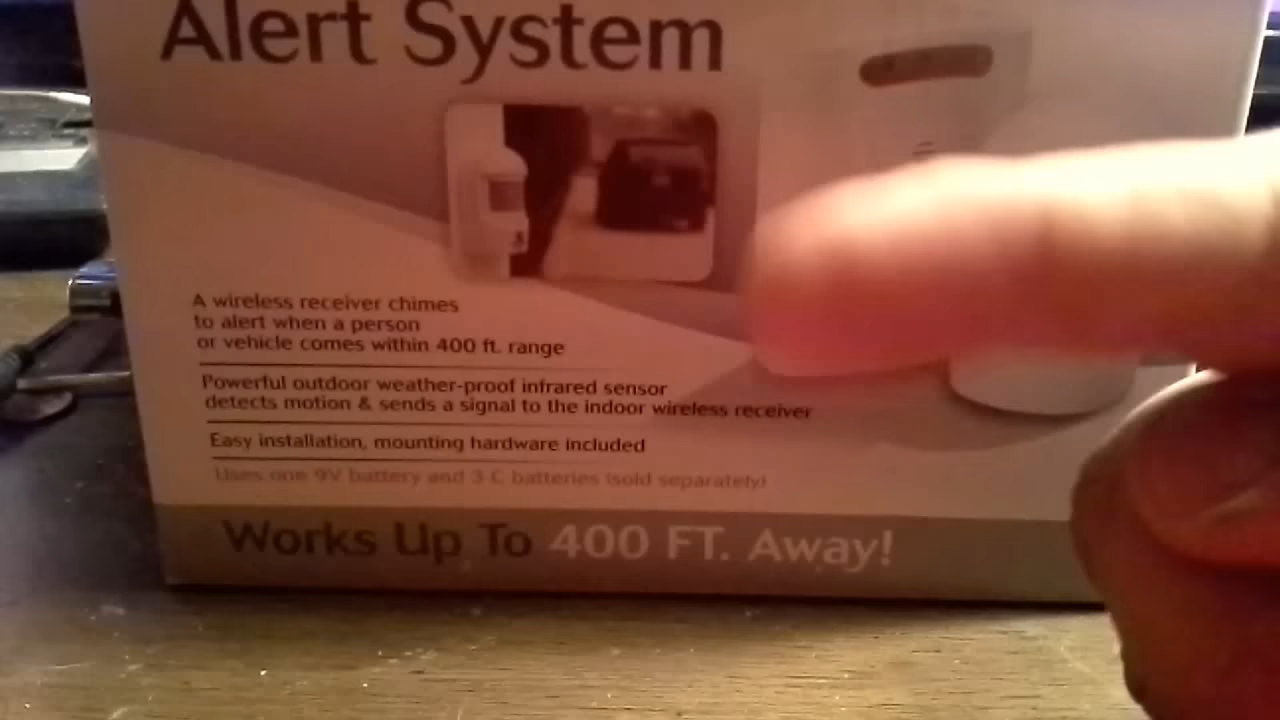 Alert System
A wireless receiver chimes
to alert when a person
or vehicle comes within 400 ft. range
Powerful outdoor weather-proof infrared sensor
detects motion & sends a signal to the indoor wireless receiver
Easy installation, mounting hardware included
Uses one 9V battery and 3 C batteries (sold separately)
Works Up To 400 FT. Away!